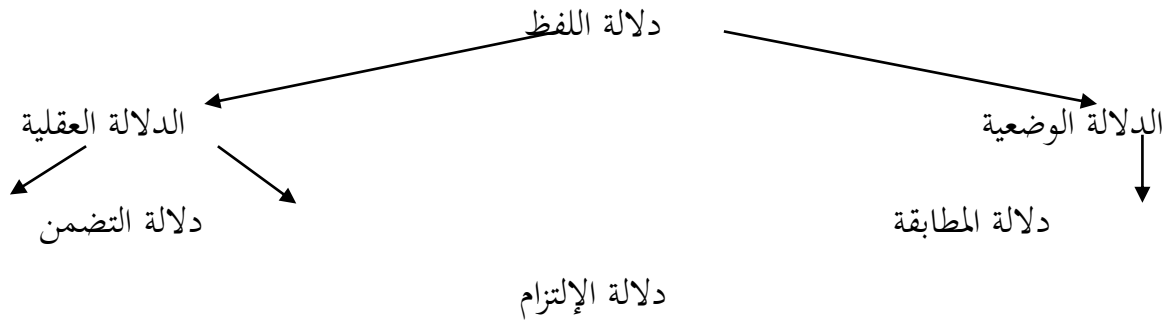 دلالة اللفظ
الدلالة الوضعية
الدلالة العقلية
دلالة المطابقة
دلالة التضمن
دلالة الإلتزام